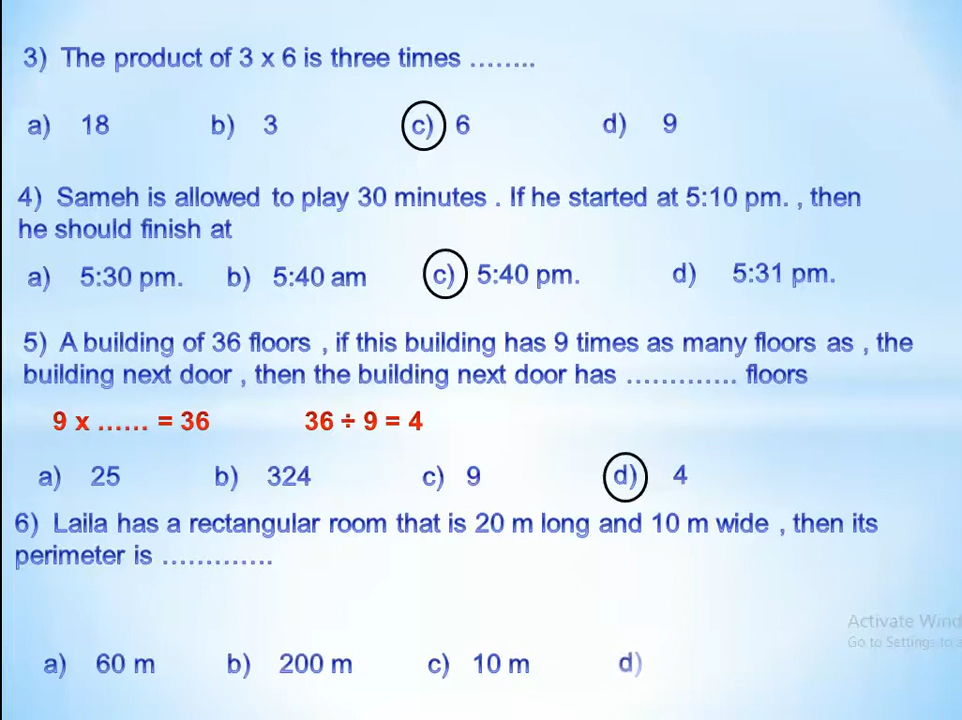 3) The product of 3 x 6 is three times ........
a) 18 b) 3 c) 6 d) 9
4) Sameh is allowed to play 30 minutes . If he started at 5:10 pm. , then
he should finish at
a) 5:30 pm. b) 5:40 am c) 5:40 pm. d) 5:31 pm.
5) A building of 36 floors , if this building has 9 times as many floors as , the
building next door , then the building next door has ............. floors
9 x ...... = 36 36 ÷ 9 = 4
a) 25 b) 324 c) 9 d) 4
6) Laila has a rectangular room that is 20 m long and 10 m wide , then its
perimeter is .............
Activate Wind
Go to Settings to a
a) 60 m b) 200 m c) 10 m d)